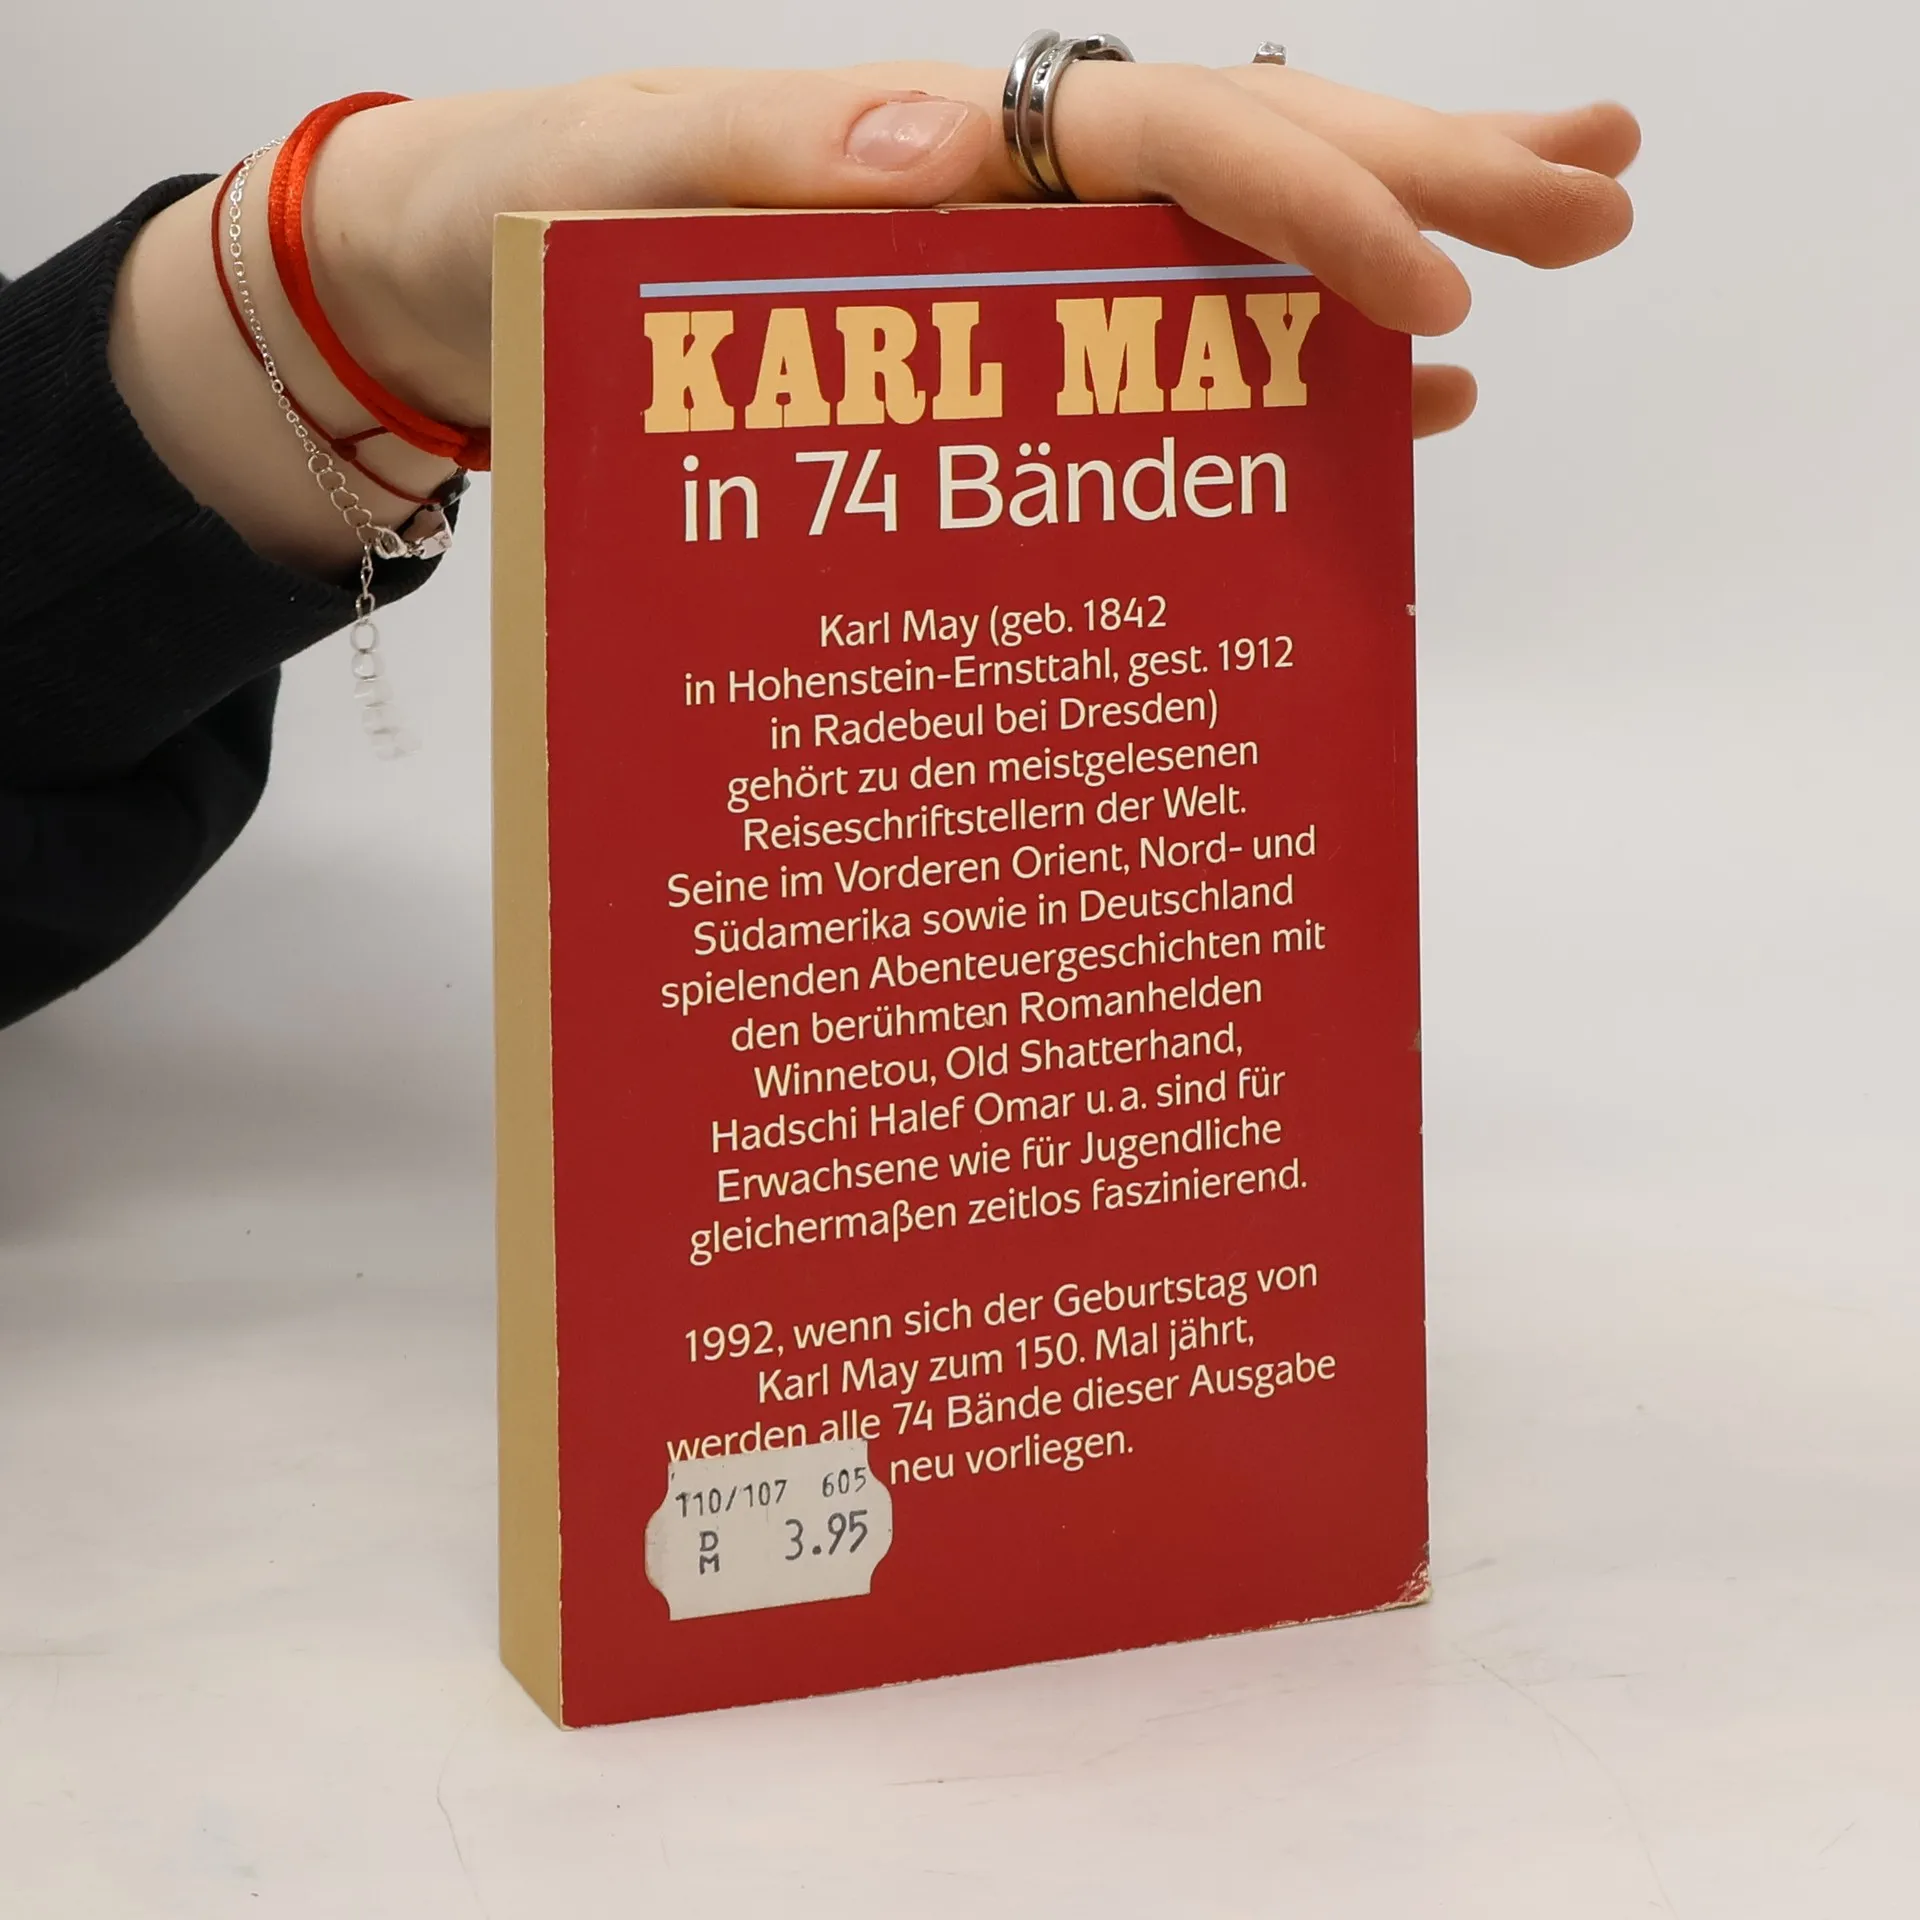 KARL MAY
in 74 Bänden
Karl May (geb. 1842
in Hohenstein-Ernsttahl, gest. 1912
in Radebeul bei Dresden)
gehört zu den meistgelesenen
Reiseschriftstellern der Welt.
Seine im Vorderen Orient, Nord- und
Südamerika sowie in Deutschland
spielenden Abenteuergeschichten mit
den berühmten Romanhelden
Winnetou, Old Shatterhand,
Hadschi Halef Omar u. a. sind für
Erwachsene wie für Jugendliche
gleichermaßen zeitlos faszinierend.
1992, wenn sich der Geburtstag von
Karl May zum 150. Mal jährt,
werden alle 74 Bände dieser Ausgabe
neu vorliegen.
110/107 605
DM 3.95